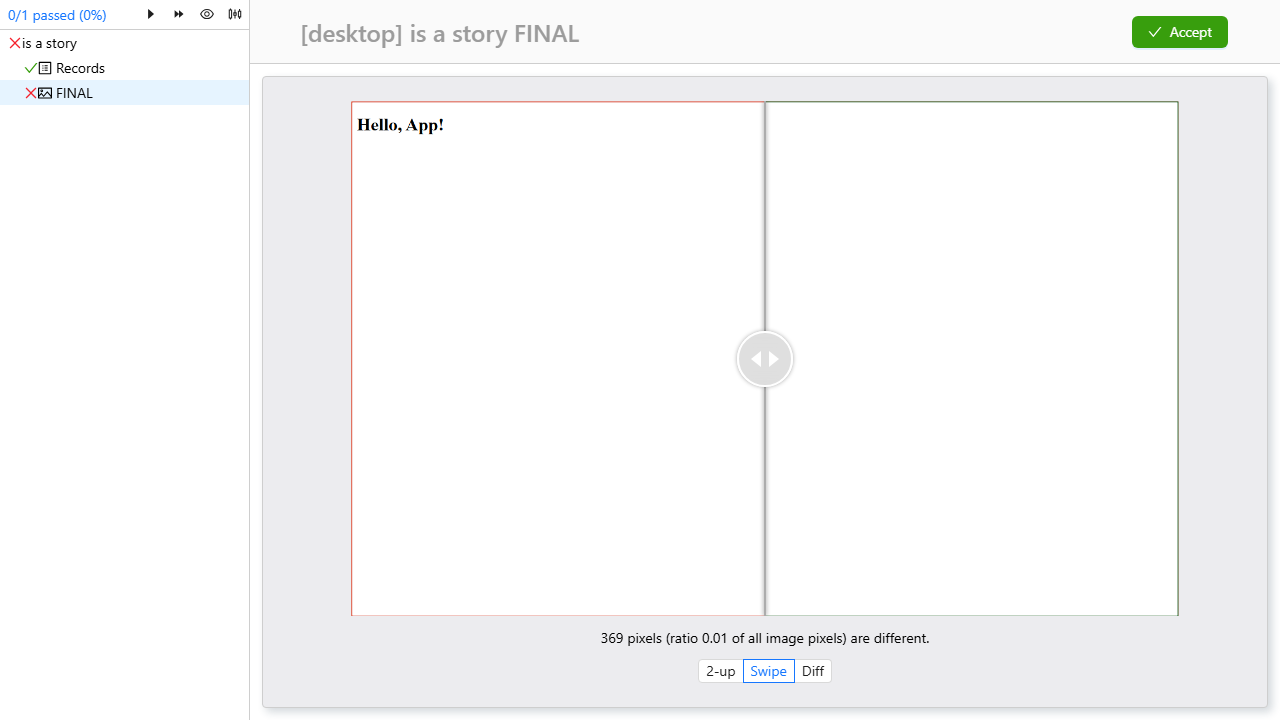 0/1 passed (0%)
is a story
Records
FINAL
[desktop] is a story FINAL
Accept
Hello, App!
369 pixels (ratio 0.01 of all image pixels) are different.
2-up
Swipe
Diff